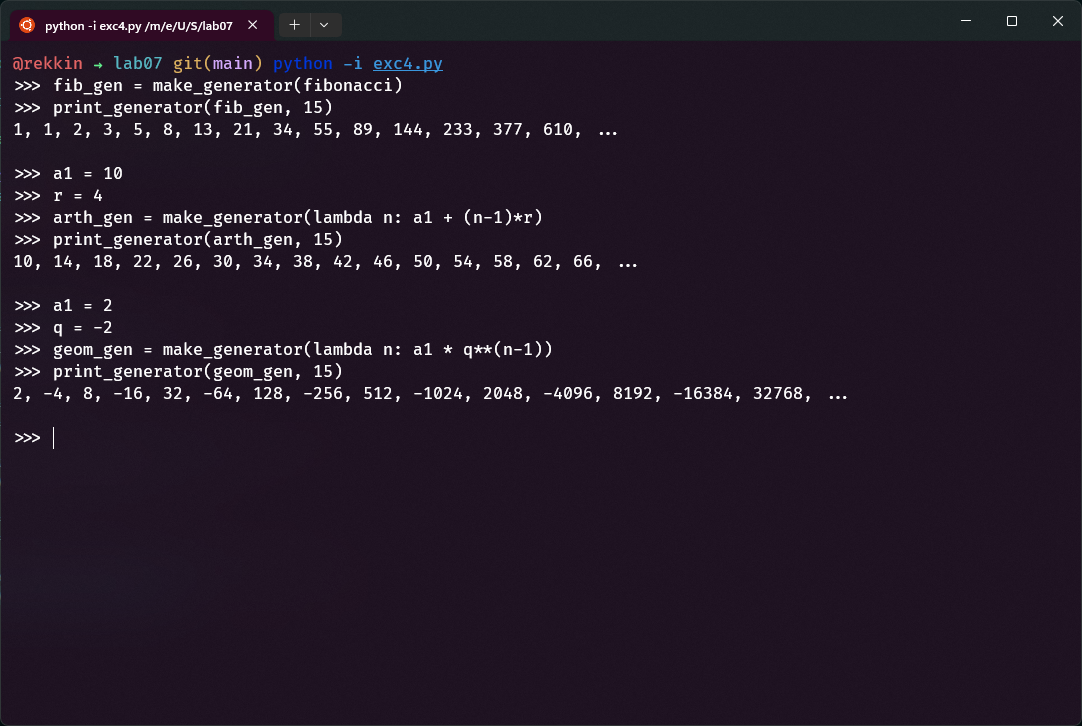 python -i exc4.py /m/e/U/S/lab07
@rekkin → lab07 git(main) python -i exc4.py
>>> fib_gen = make_generator(fibonacci)
>>> print_generator(fib_gen, 15)
1, 1, 2, 3, 5, 8, 13, 21, 34, 55, 89, 144, 233, 377, 610, ...
>>> a1 = 10
>>> r = 4
>>> arth_gen = make_generator(lambda n: a1 + (n-1)*r)
>>> print_generator(arth_gen, 15)
10, 14, 18, 22, 26, 30, 34, 38, 42, 46, 50, 54, 58, 62, 66, ...
>>> a1 = 2
>>> q = -2
>>> geom_gen = make_generator(lambda n: a1 * q**(n-1))
>>> print_generator(geom_gen, 15)
2, -4, 8, -16, 32, -64, 128, -256, 512, -1024, 2048, -4096, 8192, -16384, 32768, ...
>>>